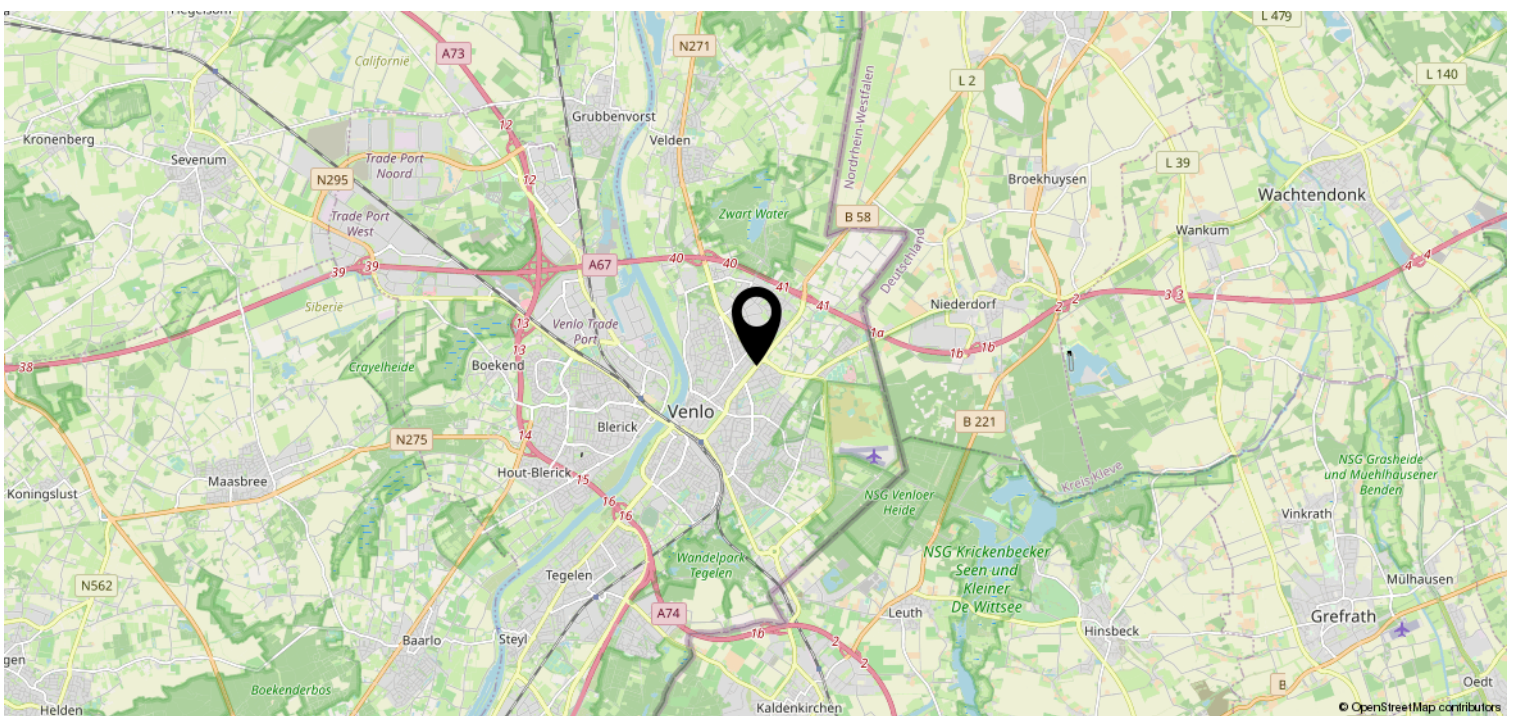 L 479
A73
N271
Californië
L 2
L 140
Nordrhein-Westfalen
Kronenberg
Grubbenvorst
12
Velden
Sevenum
Trade Port
Noord
L 39
N295
12
Broekhuysen
Wachtendonk
Trade Port
West
Zwart Water
B 58
Wankum
Deutschland
39
39
A67
40
40
4
4
41
41
2
2
3
3
Siberië
Niederdorf
13
Venlo Trade
Port
1a
13
1b
1b
38
Crayelheide
Boekend
Venlo
Blerick
B 221
14
N275
Hout-Blerick
15
Maasbree
Koningslust
Kreis Kleve
NSG Grasheide
und Muehlhausener
Benden
16
16
NSG Venloer
Heide
Vinkrath
NSG Krickenbecker
Seen und
Kleiner
De Wittsee
Wandelpark
Tegelen
Tegelen
N562
Mülhausen
A74
Leuth
Grefrath
Baarlo
Steyl
1b
2
2
Hinsbeck
Boekenderbos
B
Oedt
Helden
Kaldenkirchen
© OpenStreetMap contributors